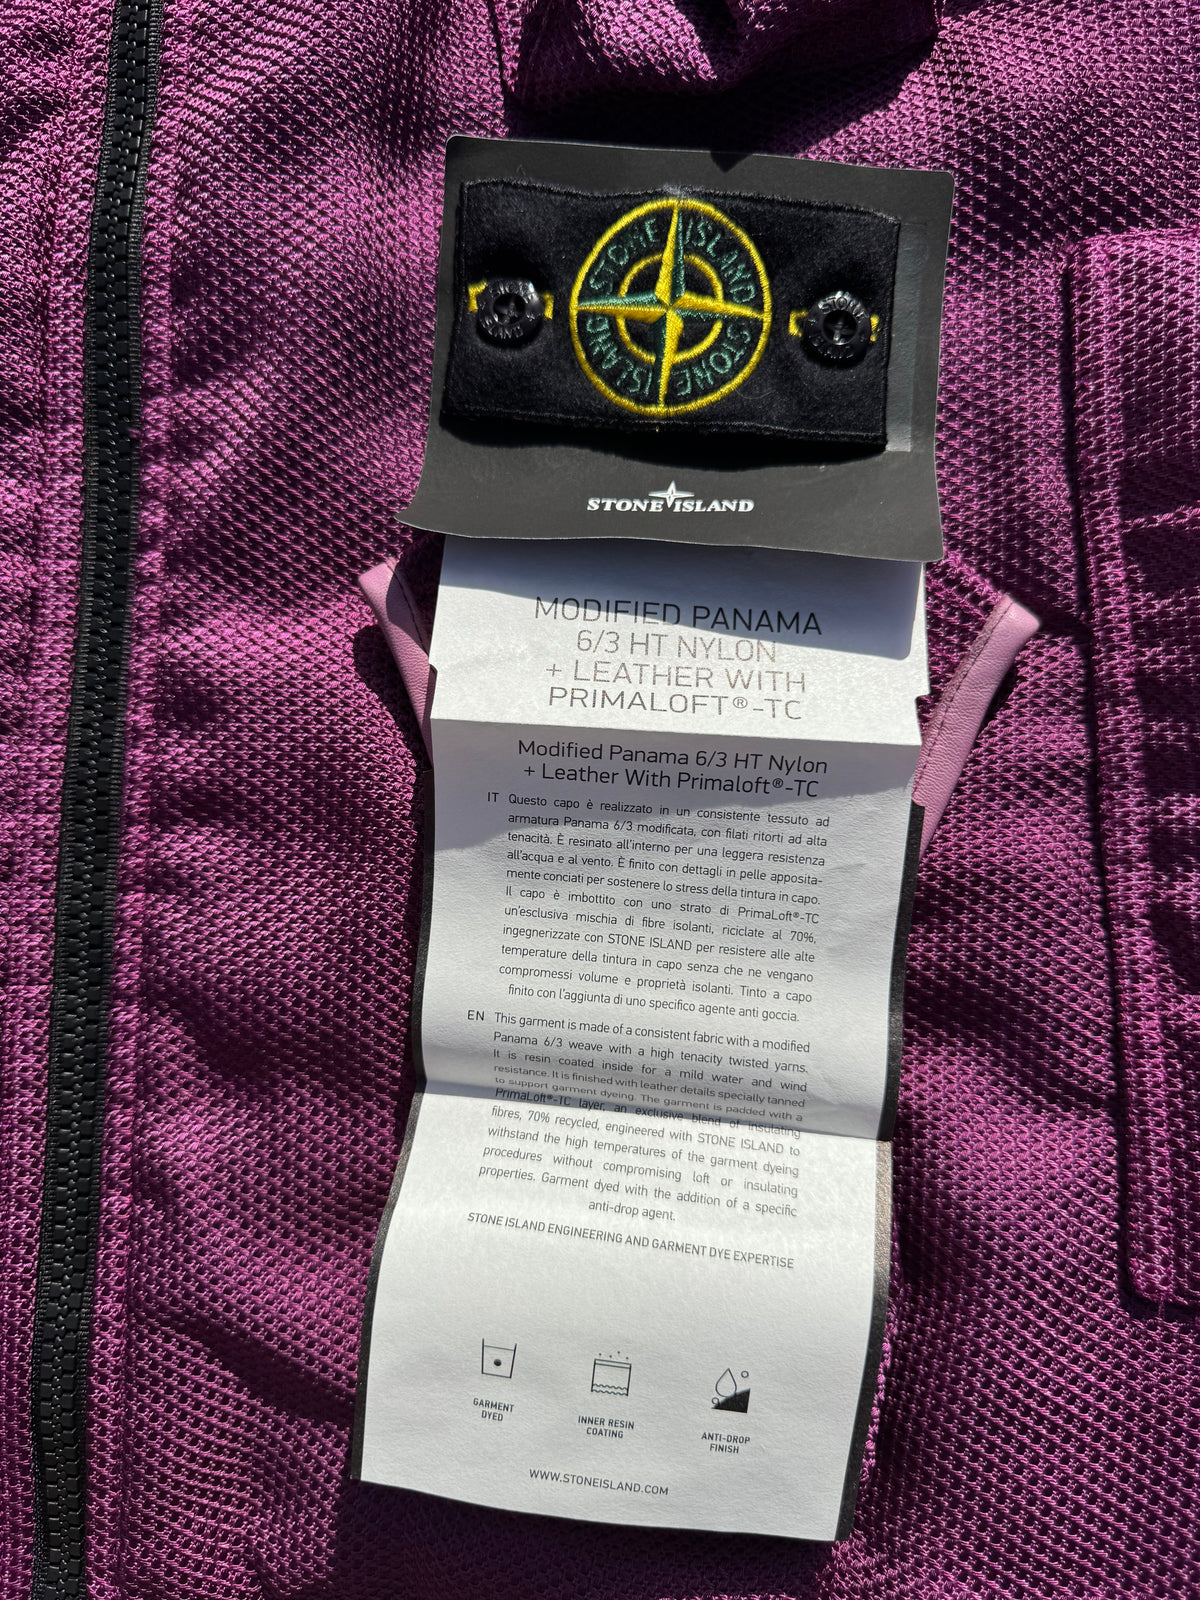 STONE ISLAND STONE ISLAND
STONE ISLAND
MODIFIED PANAMA
6/3 HT NYLON
+ LEATHER WITH
PRIMALOFT®-TC
Modified Panama 6/3 HT Nylon
+ Leather With Primaloft®-TC
IT Questo capo è realizzato in un consistente tessuto ad
armatura Panama 6/3 modificata, con filati ritorti ad alta
tenacità. È resinato all'interno per una leggera resistenza
all'acqua e al vento. È finito con dettagli in pelle apposita-
mente conciati per sostenere lo stress della tintura in capo.
Il capo è imbottito con uno strato di PrimaLoft®-TC
un'esclusiva mischia di fibre isolanti, riciclate al 70%,
ingegnerizzate con STONE ISLAND per resistere alle alte
temperature della tintura in capo senza che ne vengano
compromessi volume e proprietà isolanti. Tinto a capo
finito con l'aggiunta di uno specifico agente anti goccia.
EN This garment is made of a consistent fabric with a modified
Panama 6/3 weave with a high tenacity twisted yarns.
It is resin coated inside for a mild water and wind
resistance. It is finished with leather details specially tanned
to support garment dyeing. The garment is padded with a
PrimaLoft®-TC layer, an exclusive blend of insulating
fibres, 70% recycled, engineered with STONE ISLAND to
withstand the high temperatures of the garment dyeing
procedures without compromising loft or insulating
properties. Garment dyed with the addition of a specific
anti-drop agent.
STONE ISLAND ENGINEERING AND GARMENT DYE EXPERTISE
GARMENT
DYED
INNER RESIN
COATING
ANTI-DROP
FINISH
WWW.STONEISLAND.COM